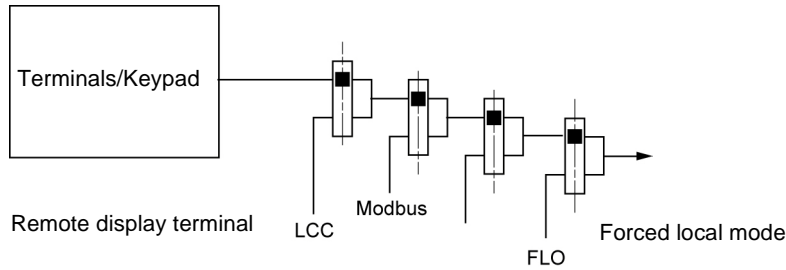 Terminals/Keypad
Remote display terminal
LCC
Modbus
FLO
Forced local mode